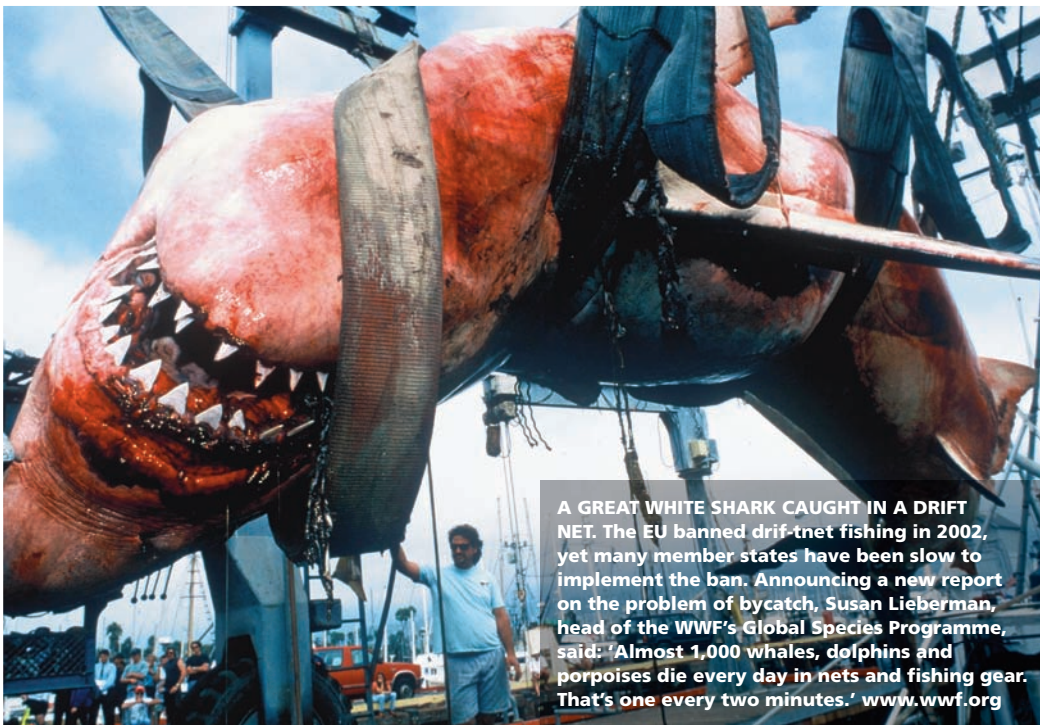 A GREAT WHITE SHARK CAUGHT IN A DRIFT
NET. The EU banned drif-tnet fishing in 2002,
yet many member states have been slow to
implement the ban. Announcing a new report
on the problem of bycatch, Susan Lieberman,
head of the WWF’s Global Species Programme,
said: ‘Almost 1,000 whales, dolphins and
porpoises die every day in nets and fishing gear.
That’s one every two minutes.’ www.wwf.org